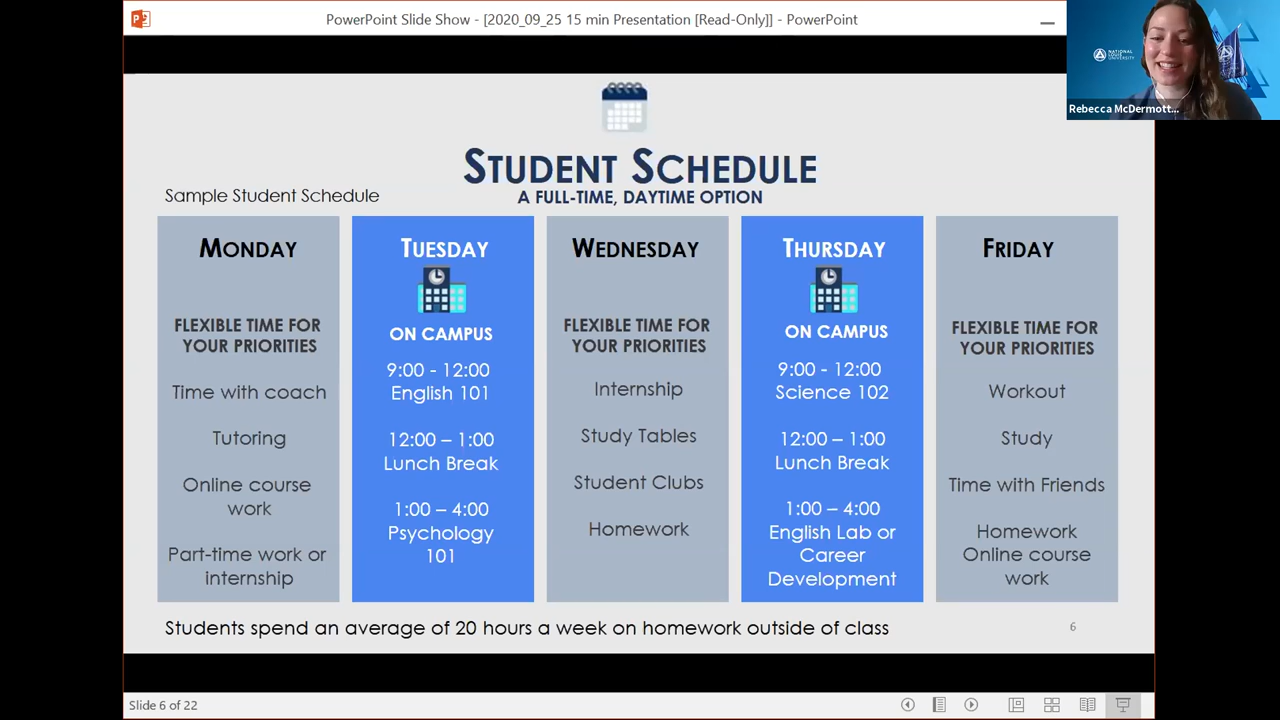 PowerPoint Slide Show - [2020_09_25 15 min Presentation [Read-Only]] - PowerPoint
NATIONAL
LOUIS
UNIVERSITY
Rebecca McDermott...
STUDENT SCHEDULE
A FULL-TIME, DAYTIME OPTION
Sample Student Schedule
MONDAY
FLEXIBLE TIME FOR
YOUR PRIORITIES
Time with coach
Tutoring
Online course
work
Part-time work or
internship
TUESDAY
ON CAMPUS
9:00 - 12:00
English 101
12:00 – 1:00
Lunch Break
1:00 – 4:00
Psychology
101
WEDNESDAY
FLEXIBLE TIME FOR
YOUR PRIORITIES
Internship
Study Tables
Student Clubs
Homework
THURSDAY
ON CAMPUS
9:00 - 12:00
Science 102
12:00 – 1:00
Lunch Break
1:00 – 4:00
English Lab or
Career
Development
FRIDAY
FLEXIBLE TIME FOR
YOUR PRIORITIES
Workout
Study
Time with Friends
Homework
Online course
work
Students spend an average of 20 hours a week on homework outside of class
6
Slide 6 of 22